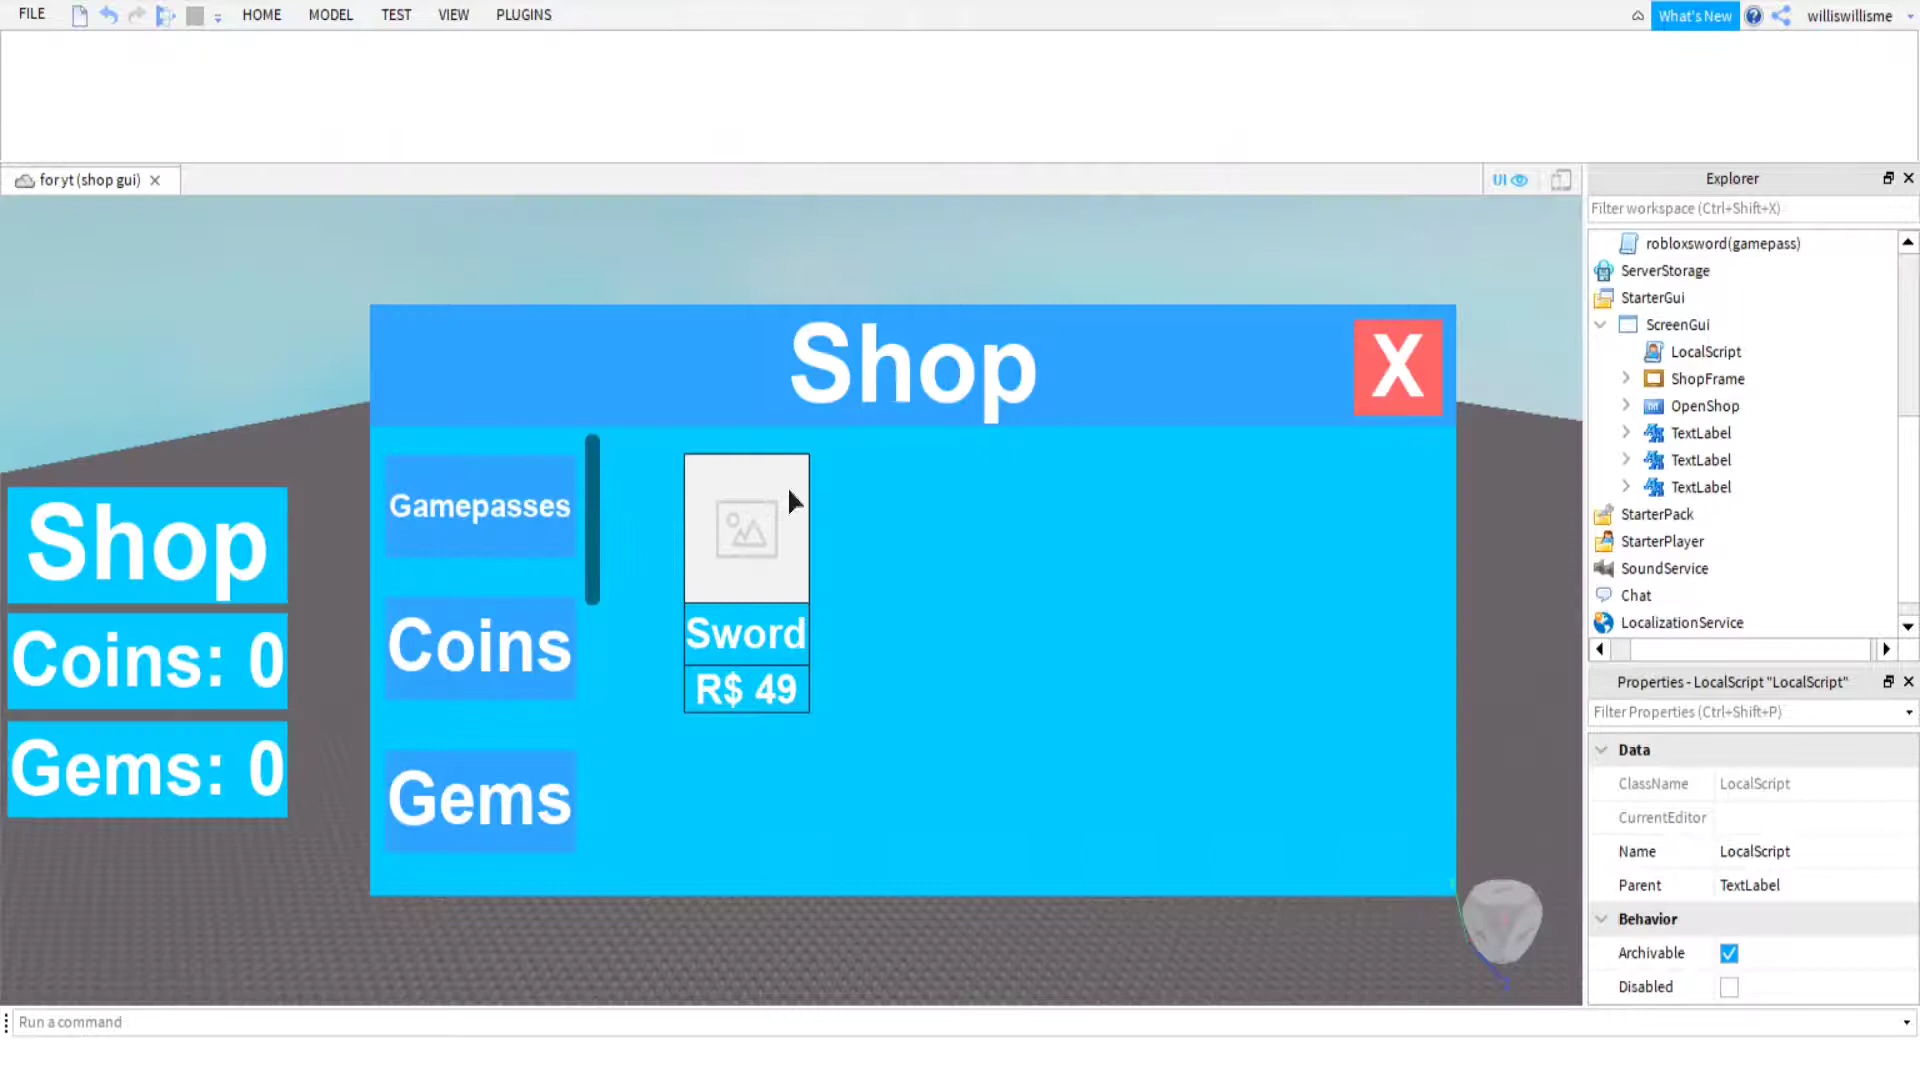 FILE HOME MODEL TEST VIEW PLUGINS What's New williswillisme
for yt (shop gui) UI
Explorer
Filter workspace (Ctrl+Shift+X)
robloxsword(gamepass)
ServerStorage
StarterGui
ScreenGui
LocalScript
ShopFrame
OpenShop
TextLabel
TextLabel
TextLabel
StarterPack
StarterPlayer
SoundService
Chat
LocalizationService
Shop X
Gamepasses
Coins
Gems
Sword
R$ 49
Shop
Coins: 0
Gems: 0
Properties - LocalScript "LocalScript"
Filter Properties (Ctrl+Shift+P)
Data
ClassName LocalScript
CurrentEditor
Name LocalScript
Parent TextLabel
Behavior
Archivable
Disabled
Run a command